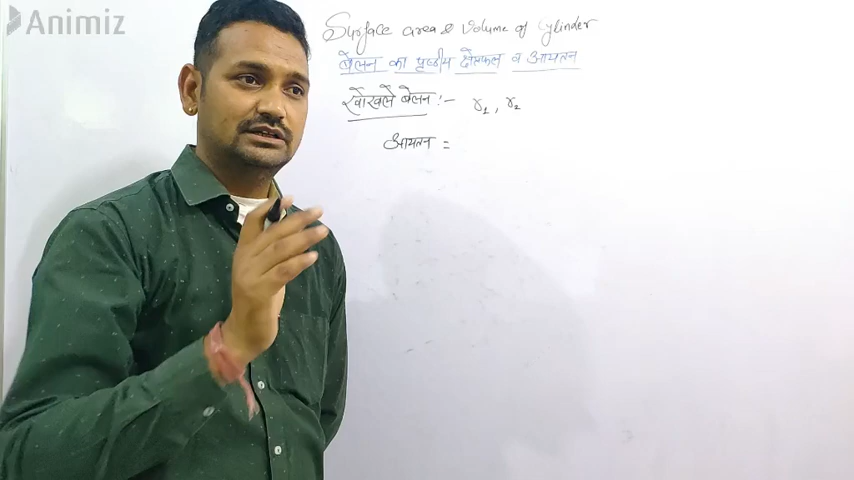 Animiz
Surface area & Volume of Cylinder
बेलन का पृष्ठीय क्षेत्रफल व आयतन
खोखले बेलन :- r₁, r₂
आयतन =